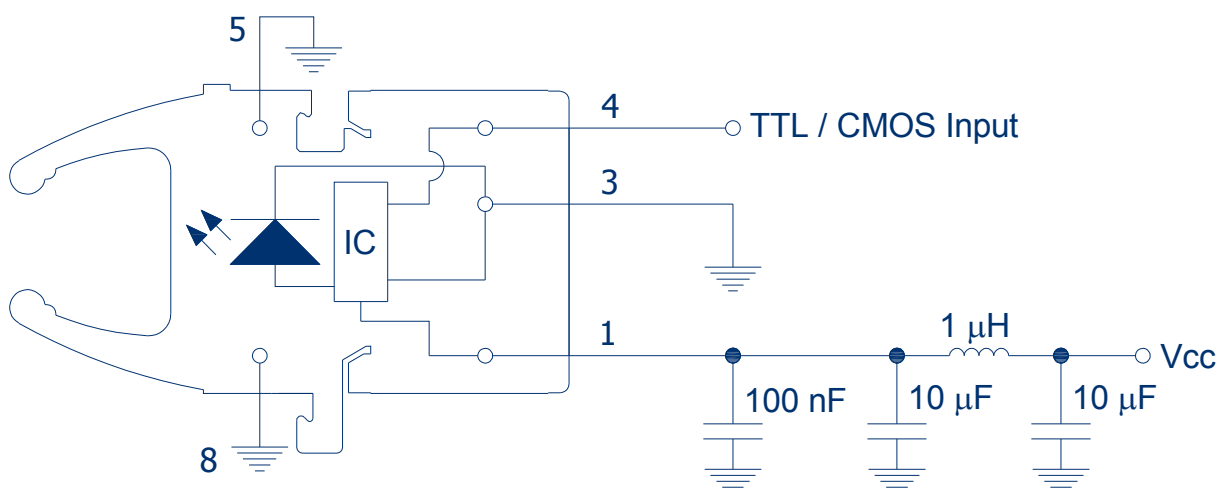 5
4
TTL / CMOS Input
3
IC
1
1 μH
Vcc
100 nF
10 μF
10 μF
8